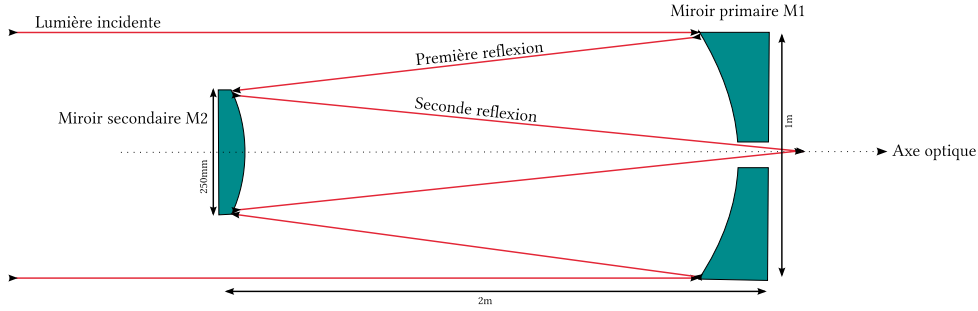 Miroir primaire M1
Lumière incidente
Première reflexion
Seconde reflexion
Miroir secondaire M2
1m
Axe optique
250mm
2m